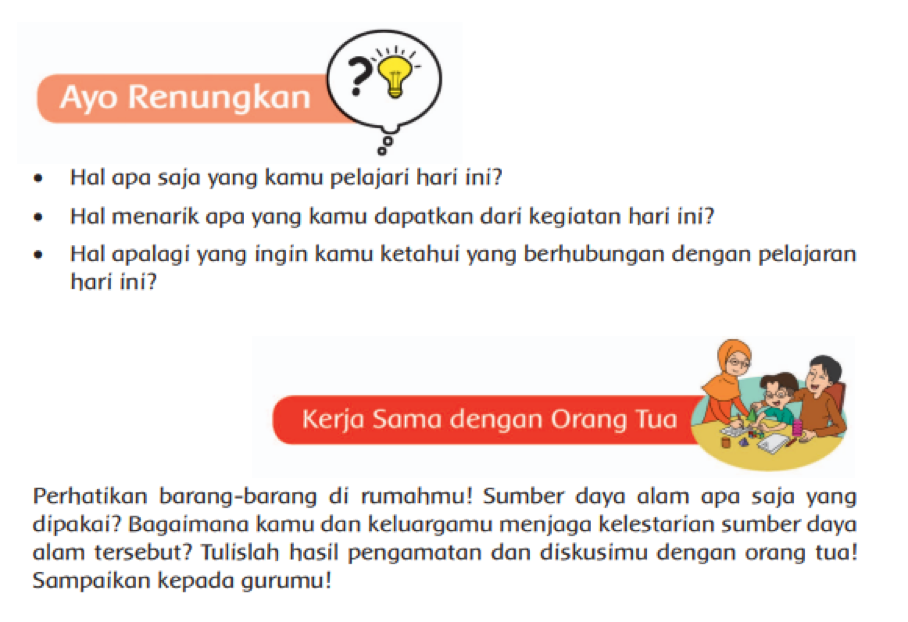 Ayo Renungkan
?
• Hal apa saja yang kamu pelajari hari ini?
• Hal menarik apa yang kamu dapatkan dari kegiatan hari ini?
• Hal apalagi yang ingin kamu ketahui yang berhubungan dengan pelajaran
hari ini?
Kerja Sama dengan Orang Tua
Perhatikan barang-barang di rumahmu! Sumber daya alam apa saja yang
dipakai? Bagaimana kamu dan keluargamu menjaga kelestarian sumber daya
alam tersebut? Tulislah hasil pengamatan dan diskusimu dengan orang tua!
Sampaikan kepada gurumu!